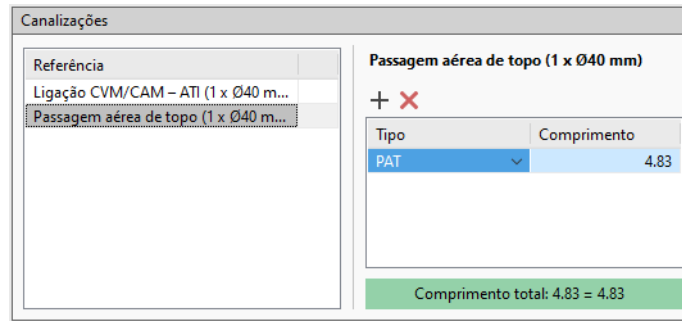 Canalizações
Referência
Ligação CVM/CAM – ATI (1 x Ø40 m...
Passagem aérea de topo (1 x Ø40 m...
Passagem aérea de topo (1 x Ø40 mm)
Tipo Comprimento
PAT 4.83
Comprimento total: 4.83 = 4.83